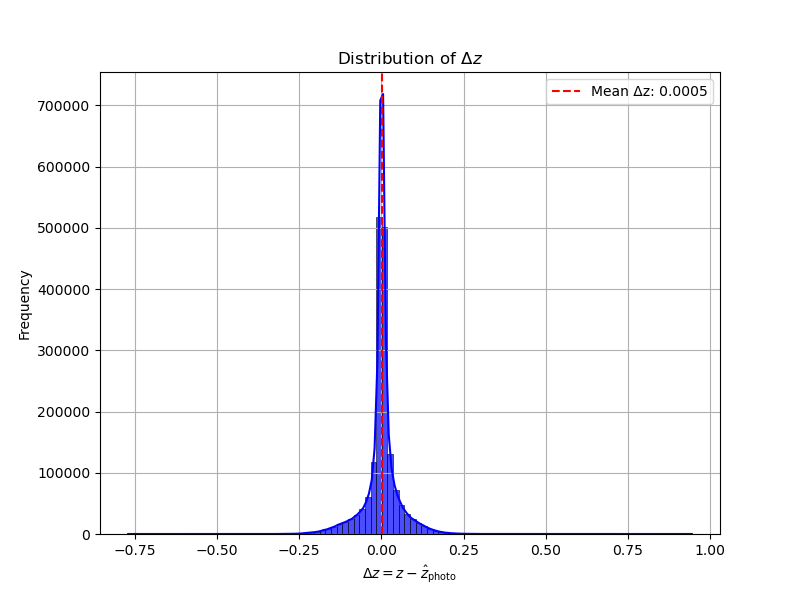 Distribution of Δz
Mean Δz: 0.0005
Frequency
700000
600000
500000
400000
300000
200000
100000
0
−0.75 −0.50 −0.25 0.00 0.25 0.50 0.75 1.00
Δz = z − ẑphoto